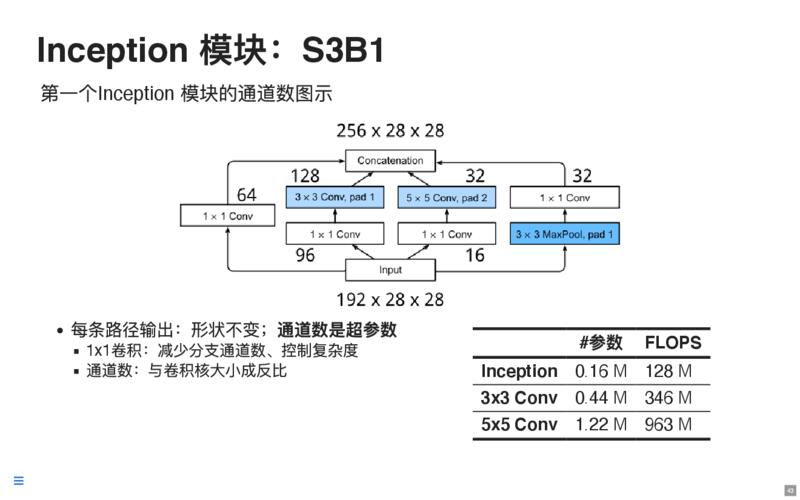 Inception 模块：S3B1
第一个Inception 模块的通道数图示
256 x 28 x 28
Concatenation
128
32
32
64
3 × 3 Conv, pad 1
5 × 5 Conv, pad 2
1 × 1 Conv
1 × 1 Conv
1 × 1 Conv
1 × 1 Conv
3 × 3 MaxPool, pad 1
96
16
Input
192 x 28 x 28
• 每条路径输出：形状不变；通道数是超参数
▪ 1x1卷积：减少分支通道数、控制复杂度
▪ 通道数：与卷积核大小成反比
#参数 FLOPS
Inception 0.16 M 128 M
3x3 Conv 0.44 M 346 M
5x5 Conv 1.22 M 963 M
43